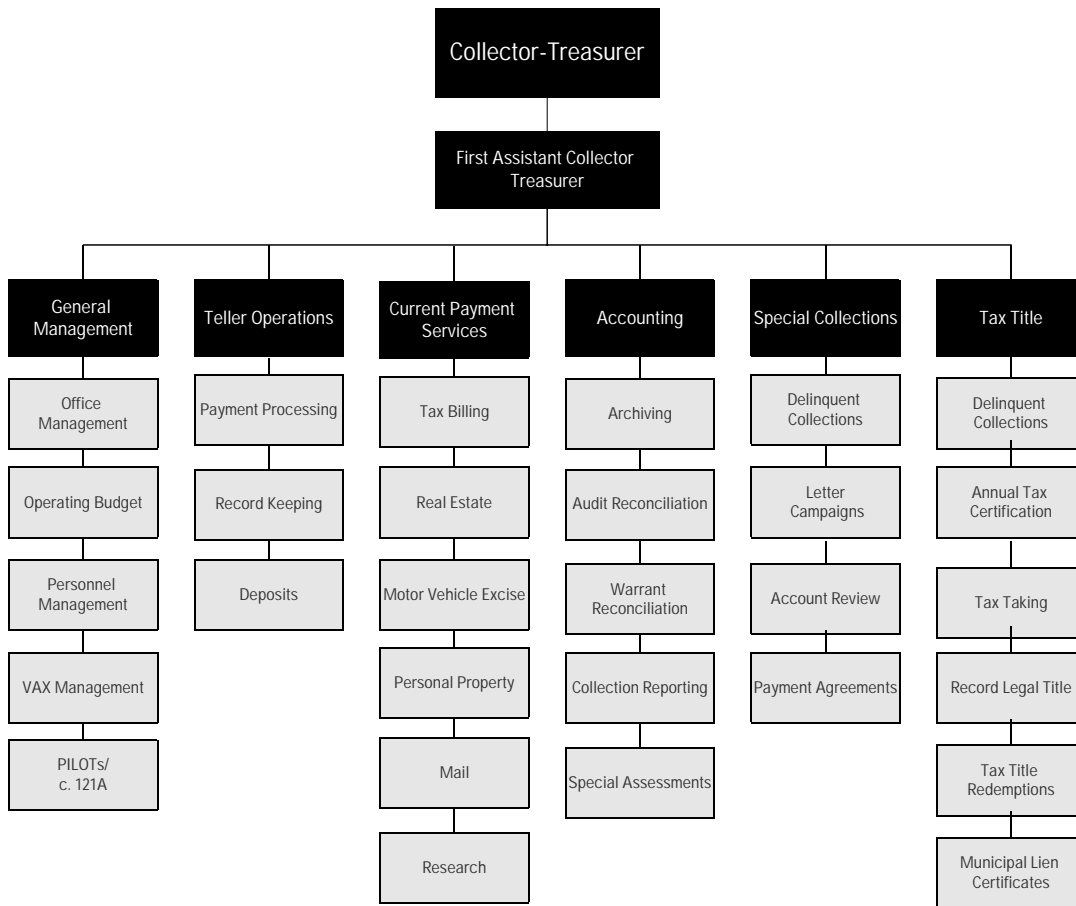 Collector-Treasurer
First Assistant Collector
Treasurer
General
Management
Teller Operations
Current Payment
Services
Accounting
Special Collections
Tax Title
Office
Management
Operating Budget
Personnel
Management
VAX Management
PILOTs/
c. 121A
Payment Processing
Record Keeping
Deposits
Tax Billing
Real Estate
Motor Vehicle Excise
Personal Property
Mail
Research
Archiving
Audit Reconciliation
Warrant
Reconciliation
Collection Reporting
Special Assessments
Delinquent
Collections
Letter
Campaigns
Account Review
Payment Agreements
Delinquent
Collections
Annual Tax
Certification
Tax Taking
Record Legal Title
Tax Title
Redemptions
Municipal Lien
Certificates